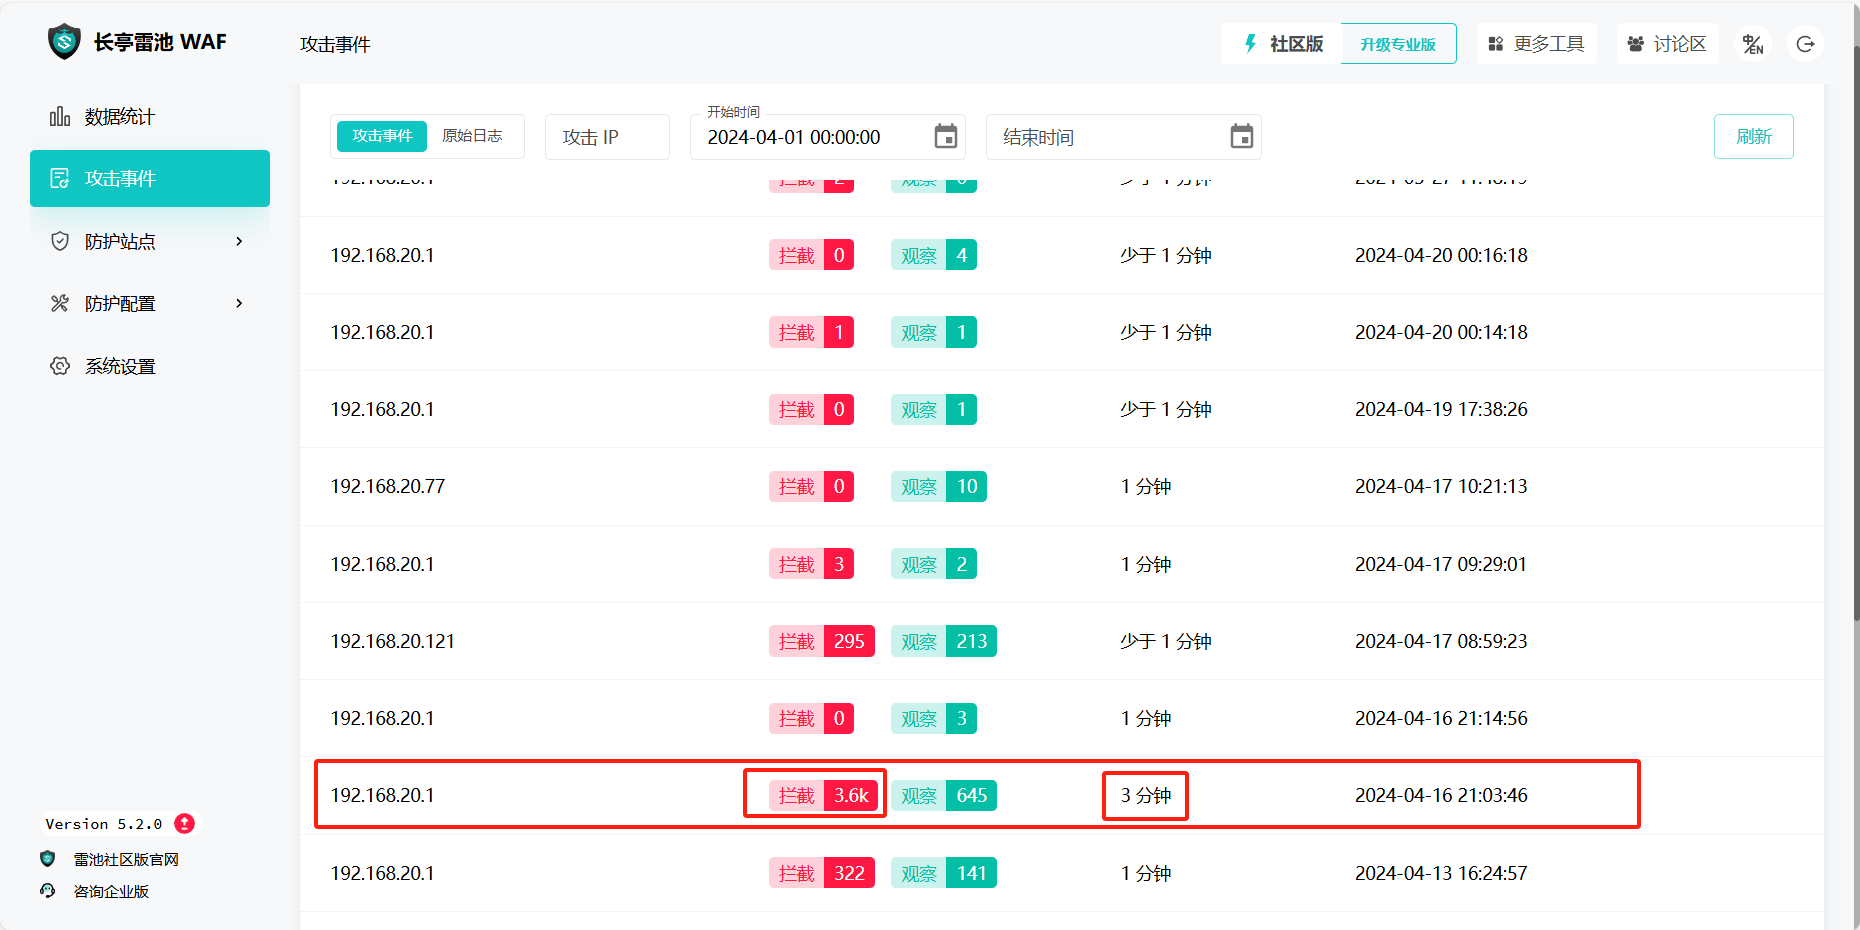 长亭雷池 WAF
攻击事件
社区版
升级专业版
更多工具
讨论区
中/EN
数据统计
攻击事件
防护站点
防护配置
系统设置
Version 5.2.0
雷池社区版官网
咨询企业版
攻击事件 原始日志
攻击 IP
开始时间
2024-04-01 00:00:00
结束时间
刷新
192.168.20.1 拦截 0 观察 4 少于 1 分钟 2024-04-20 00:16:18
192.168.20.1 拦截 1 观察 1 少于 1 分钟 2024-04-20 00:14:18
192.168.20.1 拦截 0 观察 1 少于 1 分钟 2024-04-19 17:38:26
192.168.20.77 拦截 0 观察 10 1 分钟 2024-04-17 10:21:13
192.168.20.1 拦截 3 观察 2 1 分钟 2024-04-17 09:29:01
192.168.20.121 拦截 295 观察 213 少于 1 分钟 2024-04-17 08:59:23
192.168.20.1 拦截 0 观察 3 1 分钟 2024-04-16 21:14:56
192.168.20.1 拦截 3.6k 观察 645 3 分钟 2024-04-16 21:03:46
192.168.20.1 拦截 322 观察 141 1 分钟 2024-04-13 16:24:57